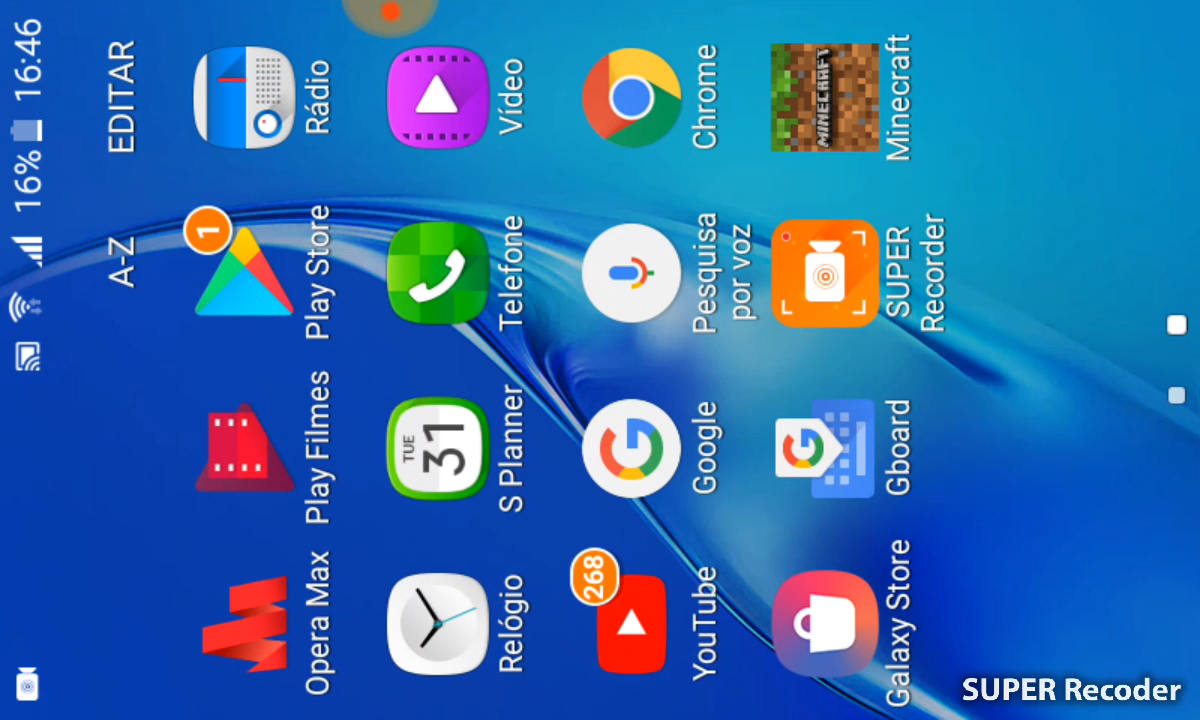 16% 16:46
A-Z EDITAR
Opera Max
Play Filmes
1
Play Store
Rádio
Relógio
TUE
31
S Planner
Telefone
Vídeo
268
YouTube
Google
Pesquisa
por voz
Chrome
Galaxy Store
G
Gboard
SUPER
Recorder
MINECRAFT
Minecraft
SUPER Recoder